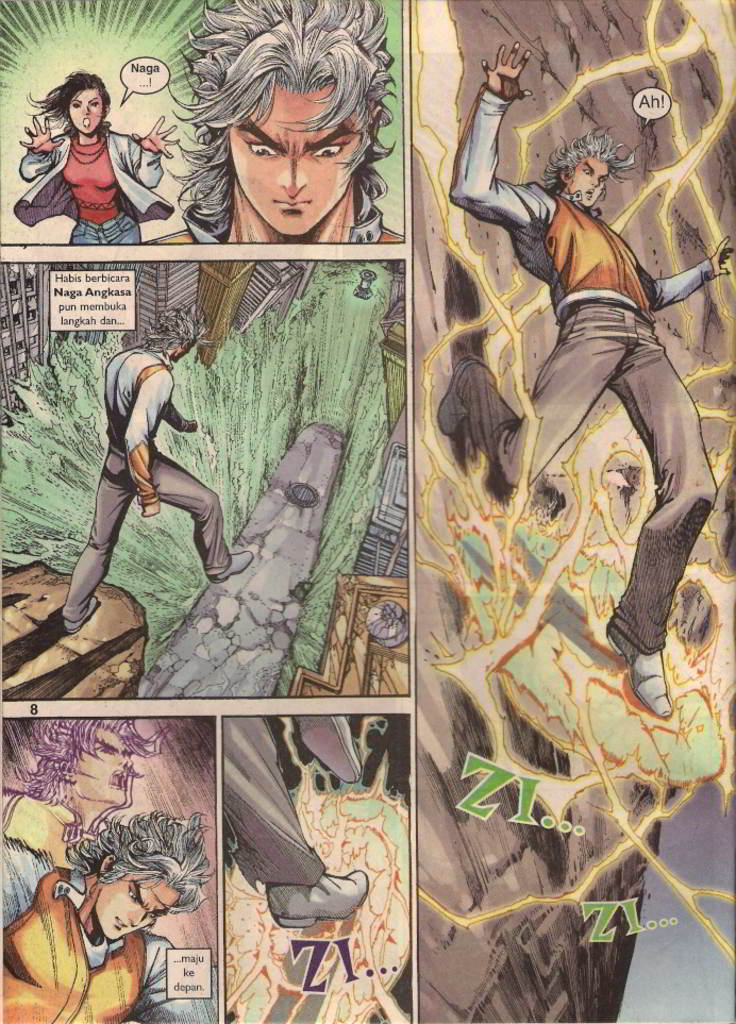 Naga
...!
Habis berbicara
Naga Angkasa
pun membuka
langkah dan...
8
...maju
ke
depan.
ZI...
Ah!
ZI...
ZI...